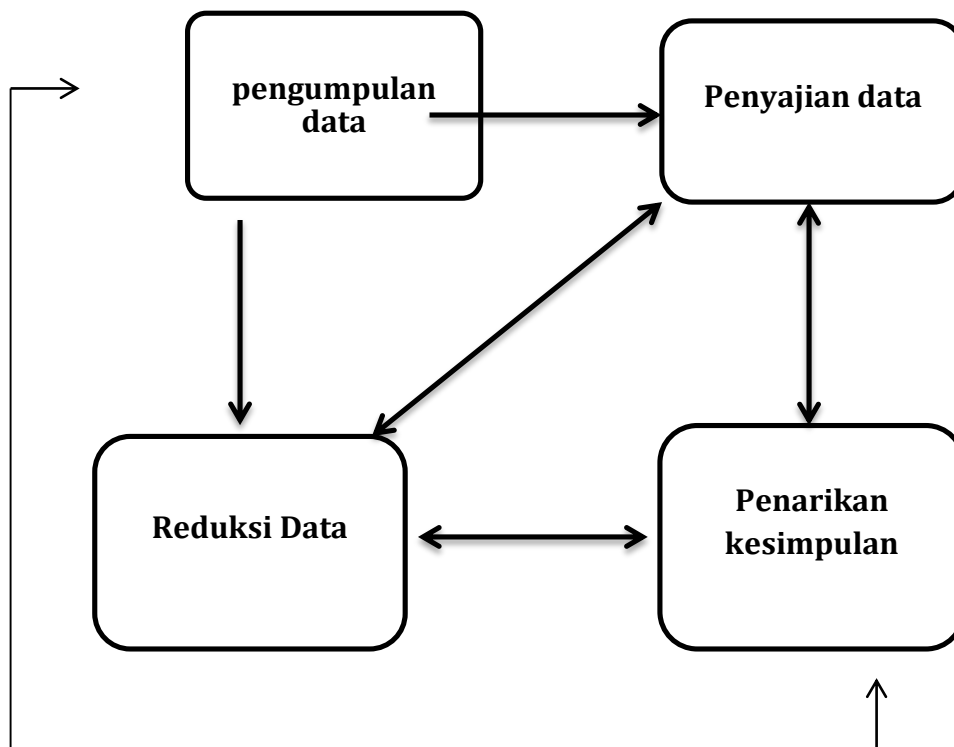 pengumpulan
data
Penyajian data
Reduksi Data
Penarikan
kesimpulan